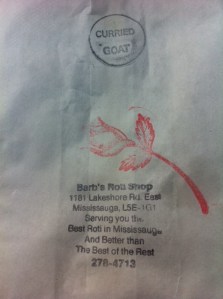 CURRIED
GOAT
Barb's Roti Shop
1181 Lakeshore Rd. East
Mississauga, L5E-1G1
Serving you the
Best Roti in Mississauga
And Better than
The Best of the Rest
278-4713